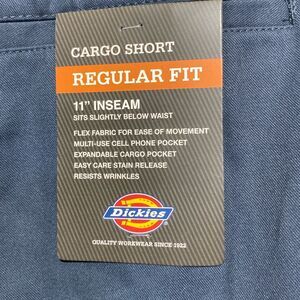 CARGO SHORT
REGULAR FIT
11" INSEAM
SITS SLIGHTLY BELOW WAIST
FLEX FABRIC FOR EASE OF MOVEMENT
MULTI-USE CELL PHONE POCKET
EXPANDABLE CARGO POCKET
EASY CARE STAIN RELEASE
RESISTS WRINKLES
Dickies
QUALITY WORKWEAR SINCE 1922